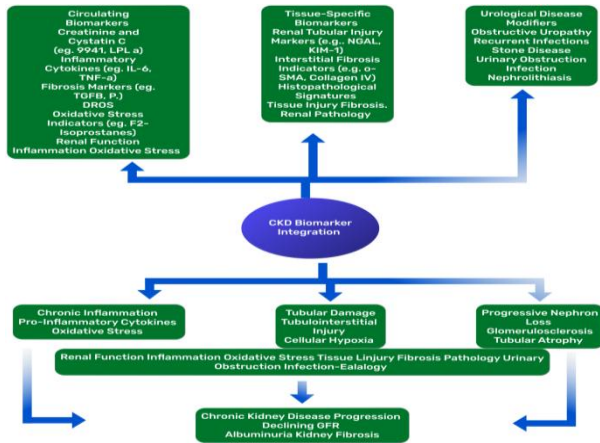 Circulating
Biomarkers
Creatinine and
Cystatin C
(eg. 9941, LPL a)
Inflammatory
Cytokines (eg. IL-6,
TNF-a)
Fibrosis Markers (eg.
TGFB, P.)
DROS
Oxidative Stress
Indicators (eg. F2-
Isoprostanes)
Renal Function
Inflammation Oxidative Stress
Tissue-Specific
Biomarkers
Renal Tubular Injury
Markers (e.g., NGAL,
KIM-1)
Interstitial Fibrosis
Indicators (e.g. α-
SMA, Collagen IV)
Histopathological
Signatures
Tissue Injury Fibrosis.
Renal Pathology
Urological Disease
Modifiers
Obstructive Uropathy
Recurrent Infections
Stone Disease
Urinary Obstruction
Infection
Nephrolithiasis
CKD Biomarker
Integration
Chronic Inflammation
Pro-Inflammatory Cytokines
Oxidative Stress
Tubular Damage
Tubulointerstitial
Injury
Cellular Hypoxia
Progressive Nephron
Loss
Glomerulosclerosis
Tubular Atrophy
Renal Function Inflammation Oxidative Stress Tissue Linjury Fibrosis Pathology Urinary
Obstruction Infection-Ealalogy
Chronic Kidney Disease Progression
Declining GFR
Albuminuria Kidney Fibrosis